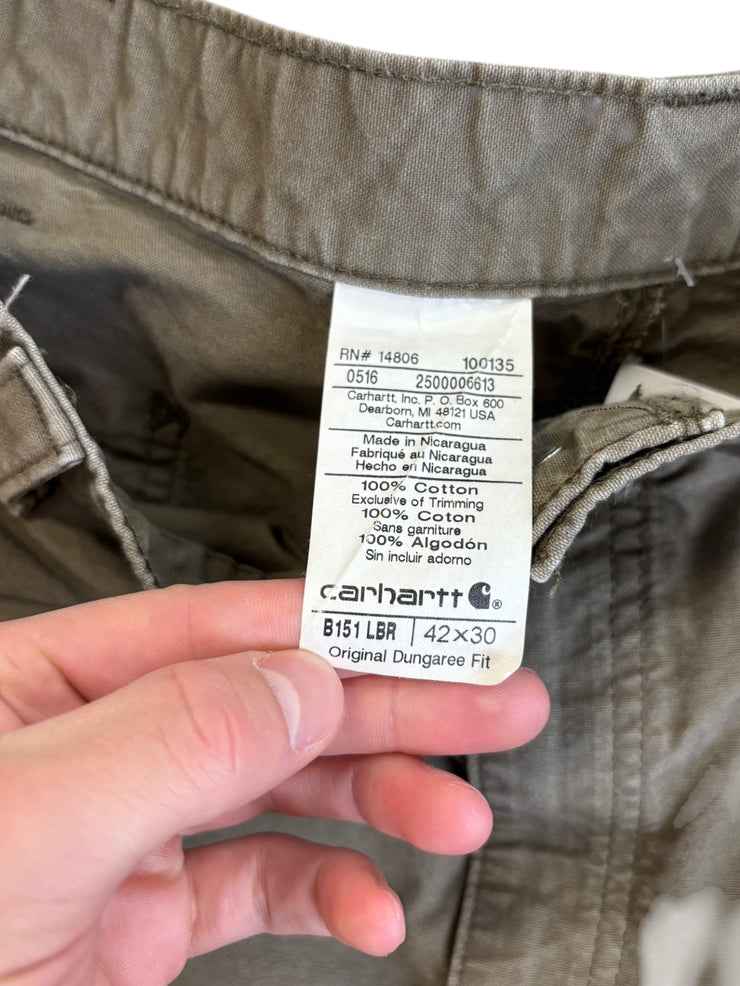 RN# 14806 100135
0516 2500006613
Carhartt, Inc. P. O. Box 600
Dearborn, MI 48121 USA
Carhartt.com
Made in Nicaragua
Fabriqué au Nicaragua
Hecho en Nicaragua
100% Cotton
Exclusive of Trimming
100% Coton
Sans garniture
100% Algodón
Sin incluir adorno
carhartt ®
B151 LBR | 42x30
Original Dungaree Fit